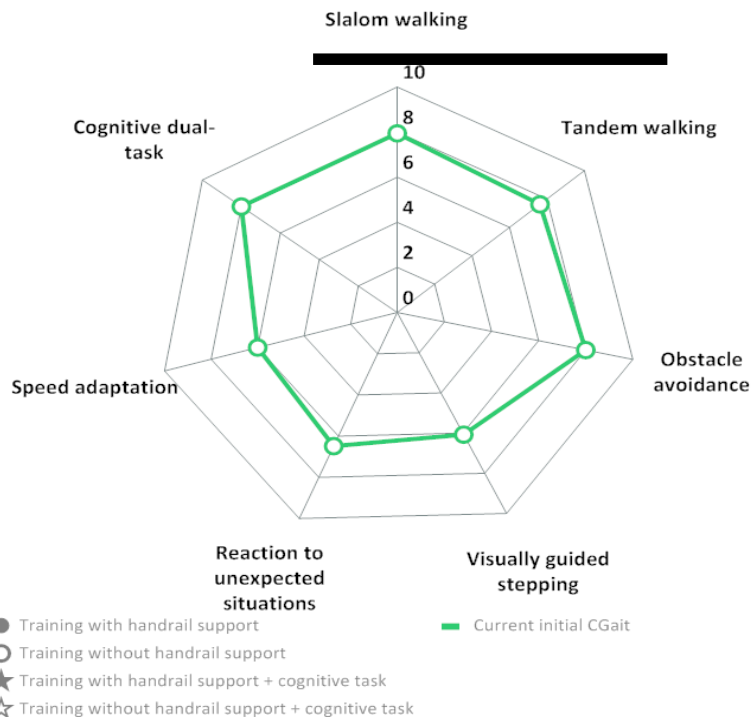 Slalom walking
10
Cognitive dual-
task
8
Tandem walking
6
4
2
0
Speed adaptation
Obstacle
avoidance
Reaction to
unexpected
situations
Visually guided
stepping
Training with handrail support
Current initial CGait
Training without handrail support
Training with handrail support + cognitive task
Training without handrail support + cognitive task